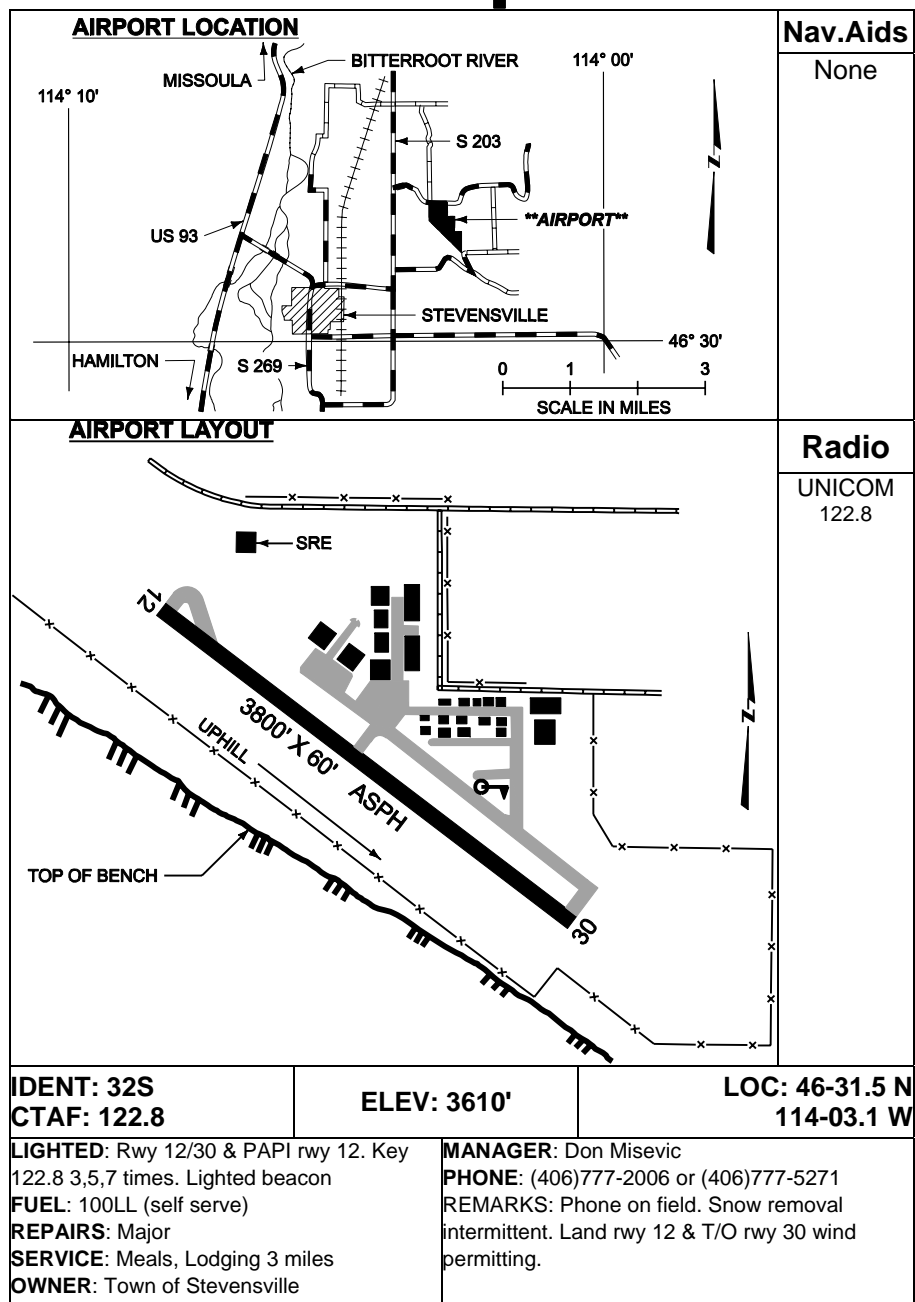 AIRPORT LOCATION
MISSOULA
BITTERROOT RIVER
114° 10'
114° 00'
S 203
N
**AIRPORT**
US 93
STEVENSVILLE
46° 30'
HAMILTON
S 269
0 1 2 3
SCALE IN MILES
Nav.Aids
None
AIRPORT LAYOUT
SRE
12
3800' X 60' ASPH
UPHILL
N
TOP OF BENCH
30
Radio
UNICOM
122.8
IDENT: 32S
CTAF: 122.8
ELEV: 3610'
LOC: 46-31.5 N
114-03.1 W
LIGHTED: Rwy 12/30 & PAPI rwy 12. Key
122.8 3,5,7 times. Lighted beacon
FUEL: 100LL (self serve)
REPAIRS: Major
SERVICE: Meals, Lodging 3 miles
OWNER: Town of Stevensville
MANAGER: Don Misevic
PHONE: (406)777-2006 or (406)777-5271
REMARKS: Phone on field. Snow removal
intermittent. Land rwy 12 & T/O rwy 30 wind
permitting.